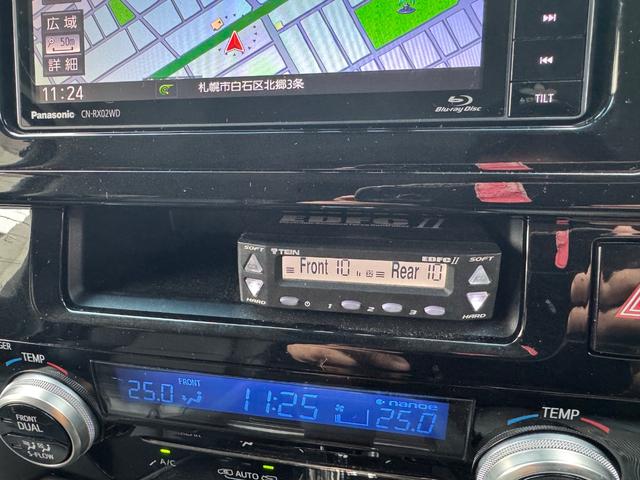 広域
50m
詳細
11:24
札幌市白石区北郷3条
Panasonic CN-RX02WD
Blu-ray Disc
TILT
EDFC II
SOFT TEIN EDFC II SOFT
Front 10 Rear 10
HARD 1 2 3 HARD
TEMP
25.0 FRONT 11:25 nanoe 25.0
TEMP
FRONT
DUAL
S-FLOW
A/C
AUTO